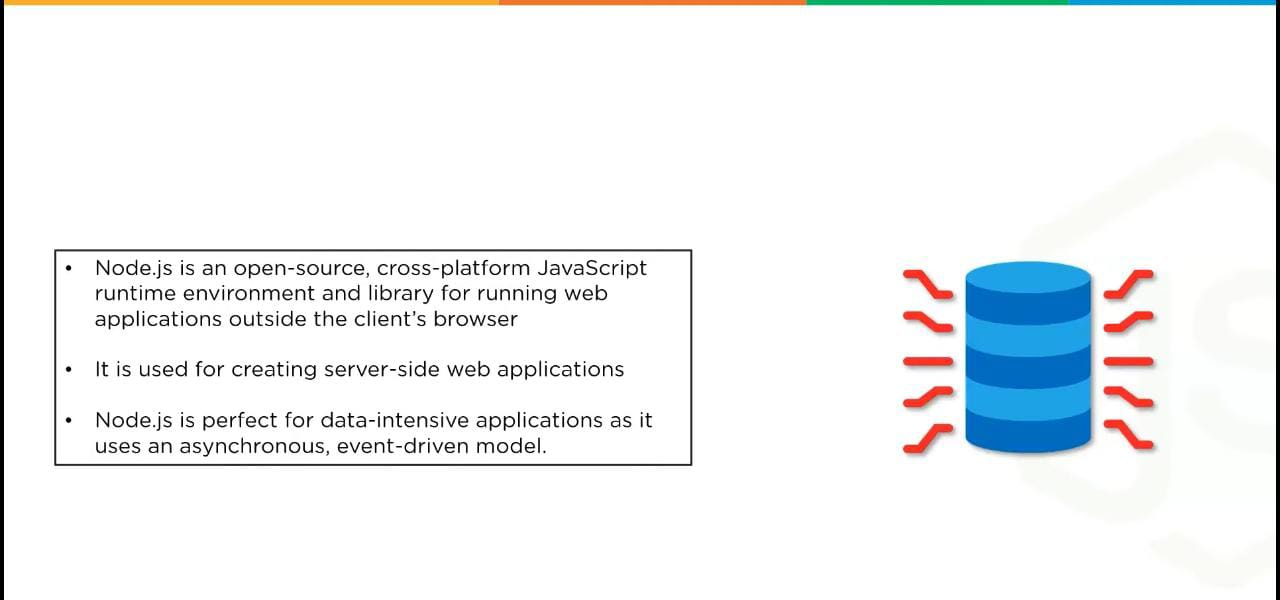 • Node.js is an open-source, cross-platform JavaScript
runtime environment and library for running web
applications outside the client's browser
• It is used for creating server-side web applications
• Node.js is perfect for data-intensive applications as it
uses an asynchronous, event-driven model.